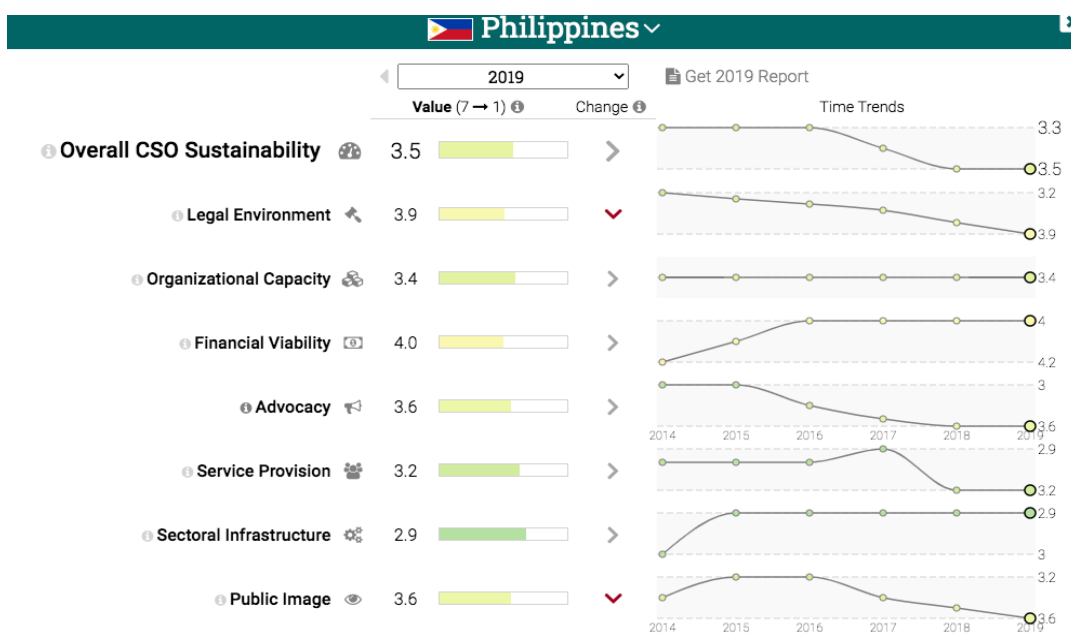 Philippines
2019
Get 2019 Report
Value (7 → 1) Change Time Trends
3.3
Overall CSO Sustainability 3.5
3.5
3.2
Legal Environment 3.9
3.9
Organizational Capacity 3.4 3.4
4
Financial Viability 4.0
4.2
3
Advocacy 3.6
3.6
2014 2015 2016 2017 2018 2019
2.9
Service Provision 3.2
3.2
2.9
Sectoral Infrastructure 2.9
3
3.2
Public Image 3.6
3.6
2014 2015 2016 2017 2018 2019